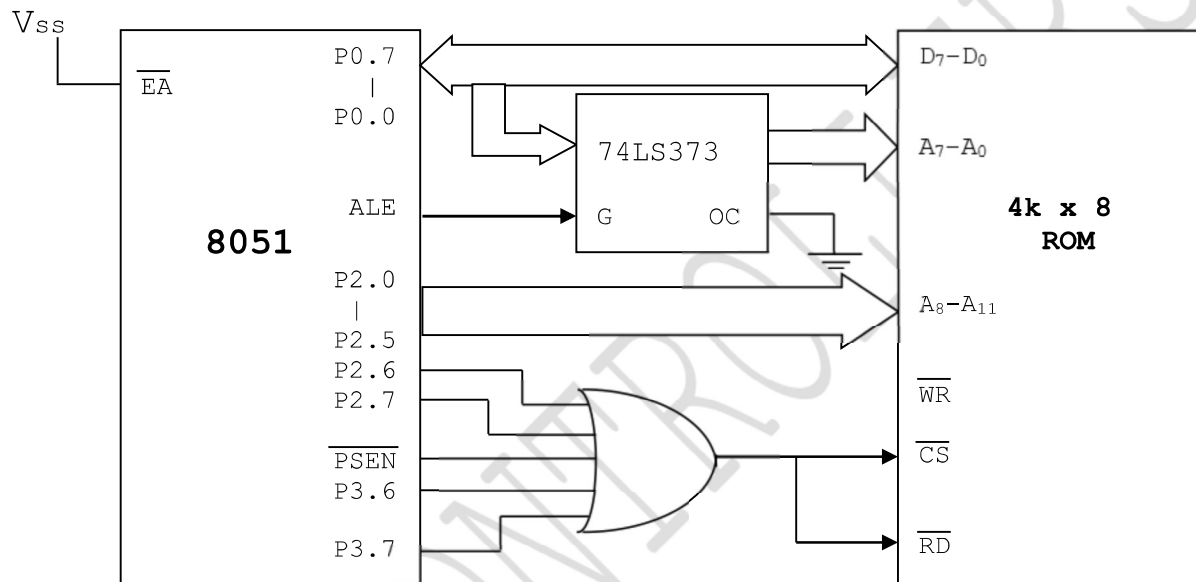 Vss
EA
8051
P0.7
|
P0.0
ALE
P2.0
|
P2.5
P2.6
P2.7
PSEN
P3.6
P3.7
74LS373
G OC
D7-D0
A7-A0
4k x 8
ROM
A8-A11
WR
CS
RD